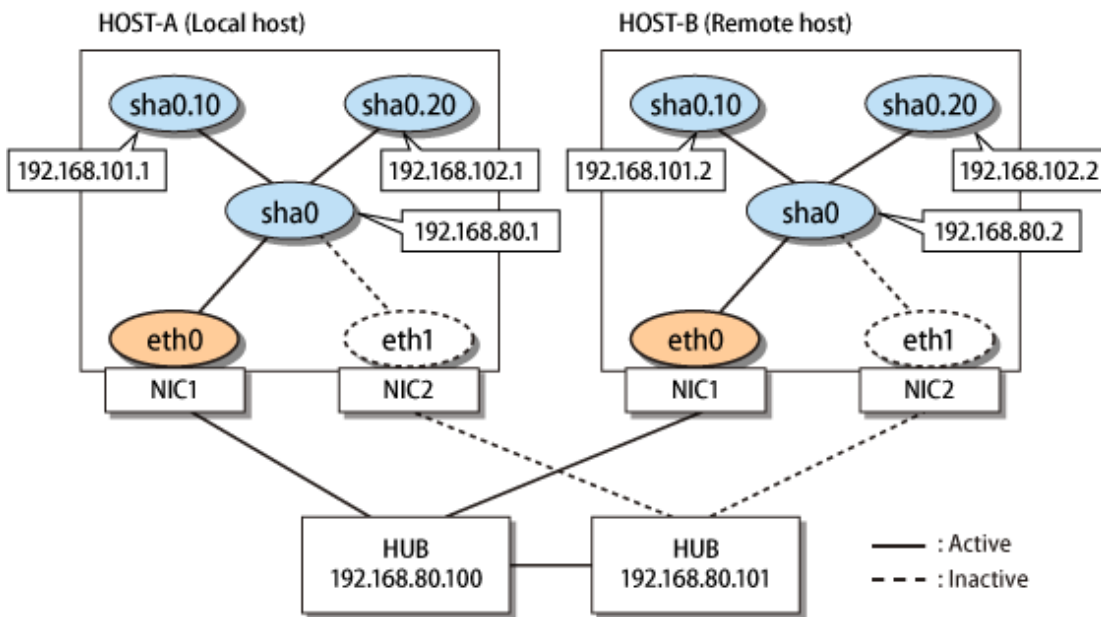 HOST-A (Local host)
HOST-B (Remote host)
sha0.10
sha0.20
sha0.10
sha0.20
192.168.101.1
192.168.102.1
192.168.101.2
192.168.102.2
sha0
sha0
192.168.80.1
192.168.80.2
eth0
eth1
eth0
eth1
NIC1
NIC2
NIC1
NIC2
HUB
192.168.80.100
HUB
192.168.80.101
: Active
: Inactive